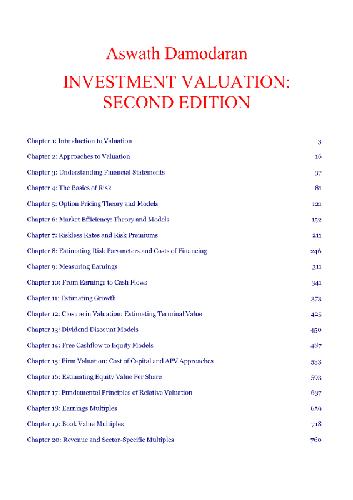 Aswath Damodaran
INVESTMENT VALUATION:
SECOND EDITION
Chapter 1: Introduction to Valuation 3
Chapter 2: Approaches to Valuation 16
Chapter 3: Understanding Financial Statements 37
Chapter 4: The Basics of Risk 81
Chapter 5: Option Pricing Theory and Models 121
Chapter 6: Market Efficiency: Theory and Models 152
Chapter 7: Riskless Rates and Risk Premiums 211
Chapter 8: Estimating Risk Parameters and Costs of Financing 246
Chapter 9: Measuring Earnings 311
Chapter 10: From Earnings to Cash Flows 341
Chapter 11: Estimating Growth 373
Chapter 12: Closure in Valuation: Estimating Terminal Value 425
Chapter 13: Dividend Discount Models 450
Chapter 14: Free Cashflow to Equity Models 487
Chapter 15: Firm Valuation: Cost of Capital and APV Approaches 533
Chapter 16: Estimating Equity Value Per Share 593
Chapter 17: Fundamental Principles of Relative Valuation 637
Chapter 18: Earnings Multiples
Chapter 19: Book Value Multiples 718
Chapter 20: Revenue and Sector-Specific Multiples 760